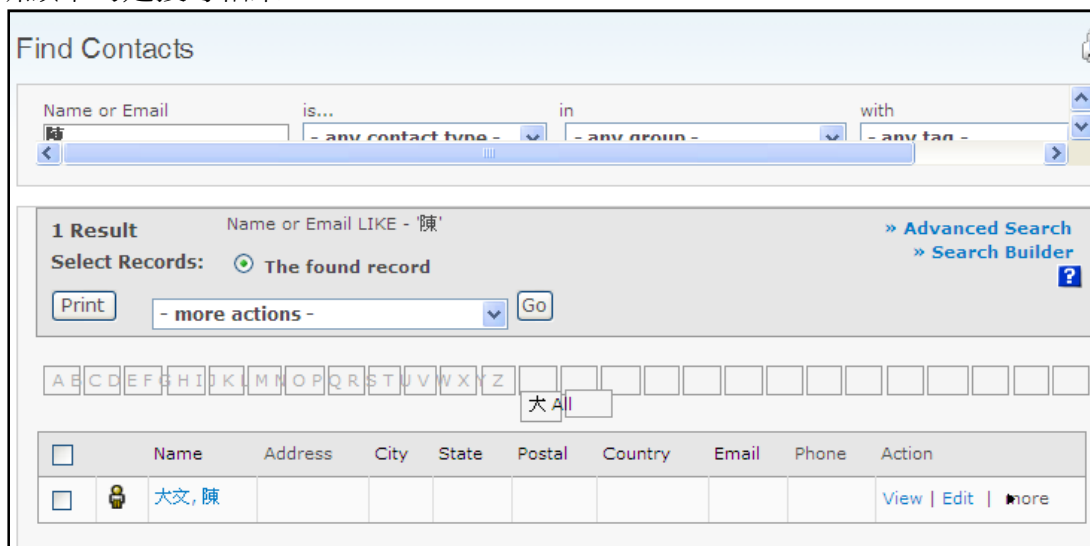 Find Contacts
Name or Email is... in with
陳 - any contact type - - any group - - any tag -
1 Result Name or Email LIKE - '陳' » Advanced Search
Select Records: The found record » Search Builder
?
Print - more actions - Go
A B C D E F G H I J K L M N O P Q R S T U V W X Y Z
大 All
Name Address City State Postal Country Email Phone Action
大文, 陳 View | Edit | more